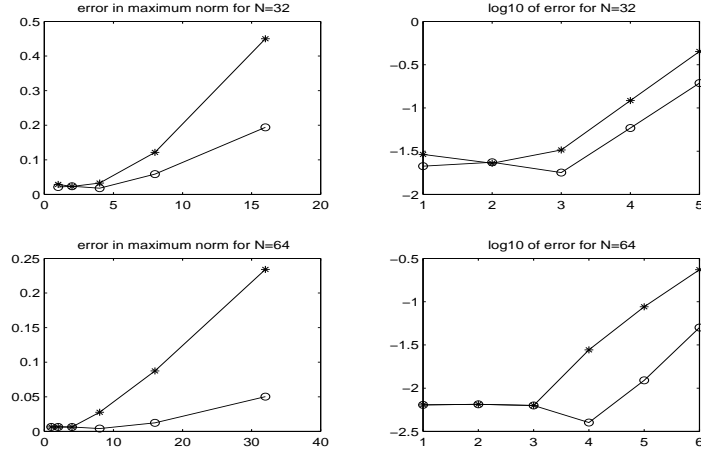 error in maximum norm for N=32
0.5
0.4
0.3
0.2
0.1
0
0 5 10 15 20
log10 of error for N=32
0
−0.5
−1
−1.5
−2
1 2 3 4 5
error in maximum norm for N=64
0.25
0.2
0.15
0.1
0.05
0
0 10 20 30 40
log10 of error for N=64
−0.5
−1
−1.5
−2
−2.5
1 2 3 4 5 6